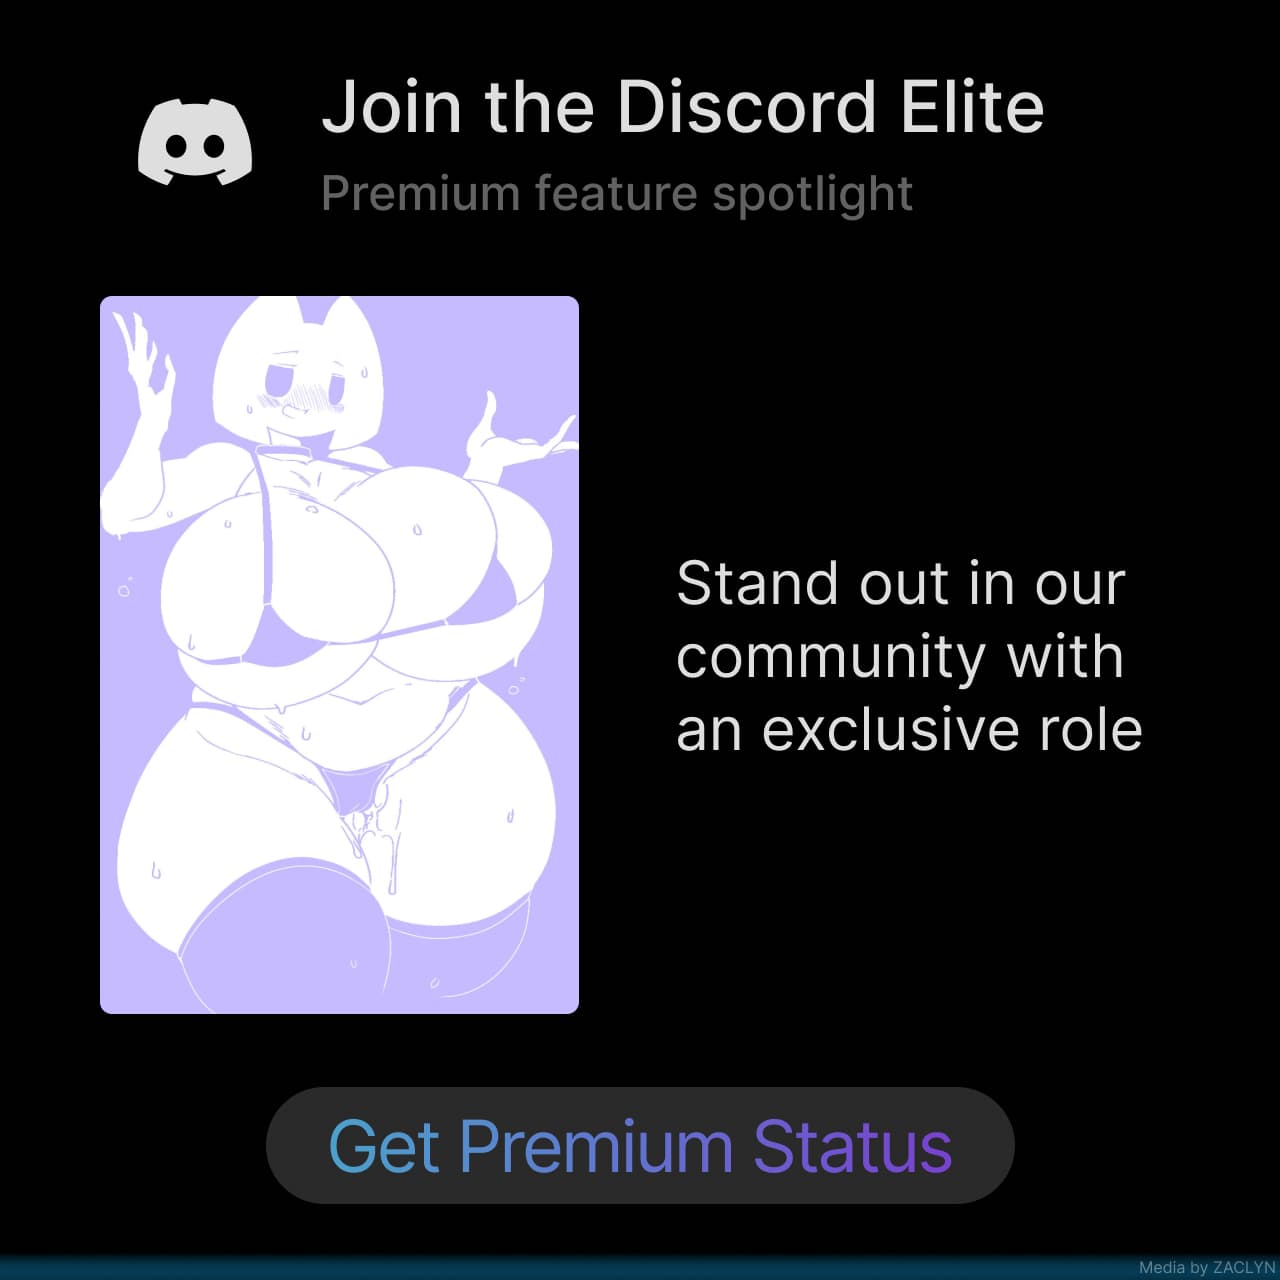 Join the Discord Elite
Premium feature spotlight
Stand out in our
community with
an exclusive role
Get Premium Status
Media by ZACLYN